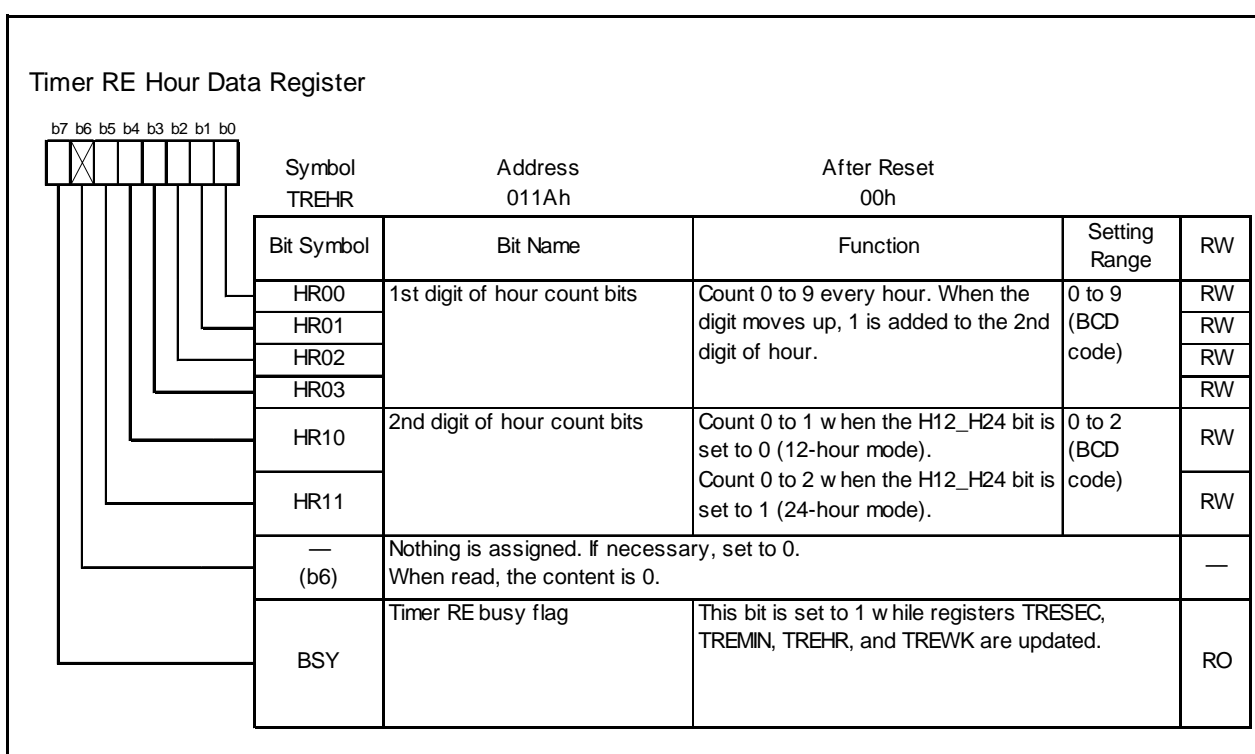 Timer RE Hour Data Register
b7 b6 b5 b4 b3 b2 b1 b0
Symbol Address After Reset
TREHR 011Ah 00h
Bit Symbol Bit Name Function Setting Range RW
HR00 1st digit of hour count bits Count 0 to 9 every hour. When the 0 to 9 RW
HR01 digit moves up, 1 is added to the 2nd (BCD RW
HR02 digit of hour. code) RW
HR03 RW
HR10 2nd digit of hour count bits Count 0 to 1 w hen the H12_H24 bit is 0 to 2 RW
set to 0 (12-hour mode). (BCD
HR11 Count 0 to 2 w hen the H12_H24 bit is code) RW
set to 1 (24-hour mode).
— Nothing is assigned. If necessary, set to 0. —
(b6) When read, the content is 0.
Timer RE busy flag This bit is set to 1 w hile registers TRESEC,
TREMIN, TREHR, and TREWK are updated.
BSY RO